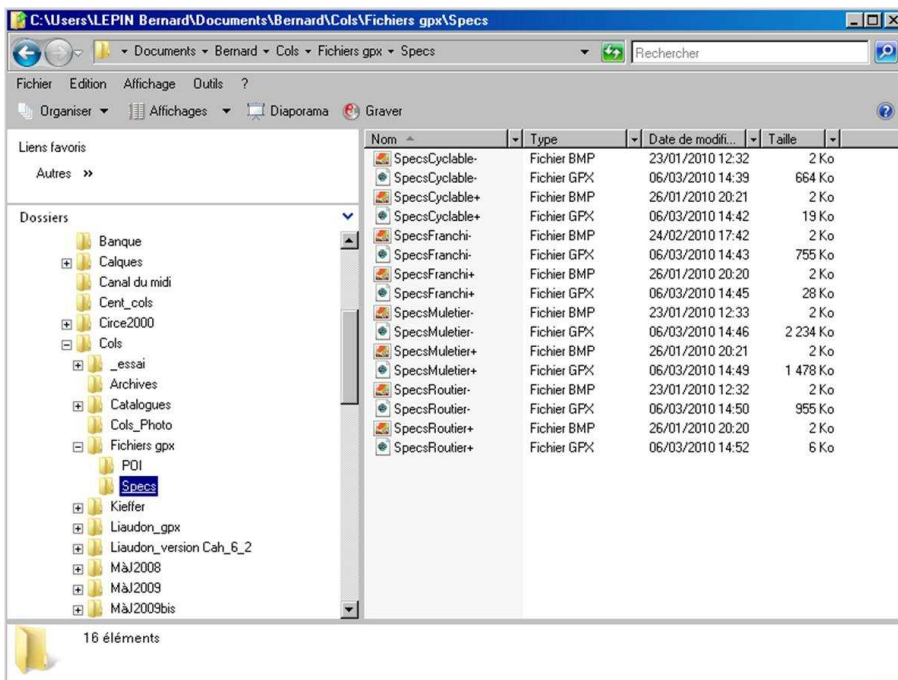 C:\Users\LEPIN Bernard\Documents\Bernard\Cols\Fichiers gpx\Specs
Documents Bernard Cols Fichiers gpx Specs
Rechercher
Fichier Edition Affichage Outils ?
Organiser Affichages Diaporama Graver
Liens favoris
Autres »
Dossiers
Banque
Calques
Canal du midi
Cent_cols
Circe2000
Cols
_essai
Archives
Catalogues
Cols_Photo
Fichiers gpx
POI
Specs
Kieffer
Liaudon_gpx
Liaudon_version Cah_6_2
MàJ2008
MàJ2009
MàJ2009bis
Nom Type Date de modifi... Taille
SpecsCyclable- Fichier BMP 23/01/2010 12:32 2 Ko
SpecsCyclable- Fichier GPX 06/03/2010 14:39 664 Ko
SpecsCyclable+ Fichier BMP 26/01/2010 20:21 2 Ko
SpecsCyclable+ Fichier GPX 06/03/2010 14:42 19 Ko
SpecsFranchi- Fichier BMP 24/02/2010 17:42 2 Ko
SpecsFranchi- Fichier GPX 06/03/2010 14:43 755 Ko
SpecsFranchi+ Fichier BMP 26/01/2010 20:20 2 Ko
SpecsFranchi+ Fichier GPX 06/03/2010 14:45 28 Ko
SpecsMuletier- Fichier BMP 23/01/2010 12:33 2 Ko
SpecsMuletier- Fichier GPX 06/03/2010 14:46 2 234 Ko
SpecsMuletier+ Fichier BMP 26/01/2010 20:21 2 Ko
SpecsMuletier+ Fichier GPX 06/03/2010 14:49 1 478 Ko
SpecsRoutier- Fichier BMP 23/01/2010 12:32 2 Ko
SpecsRoutier- Fichier GPX 06/03/2010 14:50 955 Ko
SpecsRoutier+ Fichier BMP 26/01/2010 20:20 2 Ko
SpecsRoutier+ Fichier GPX 06/03/2010 14:52 6 Ko
16 éléments